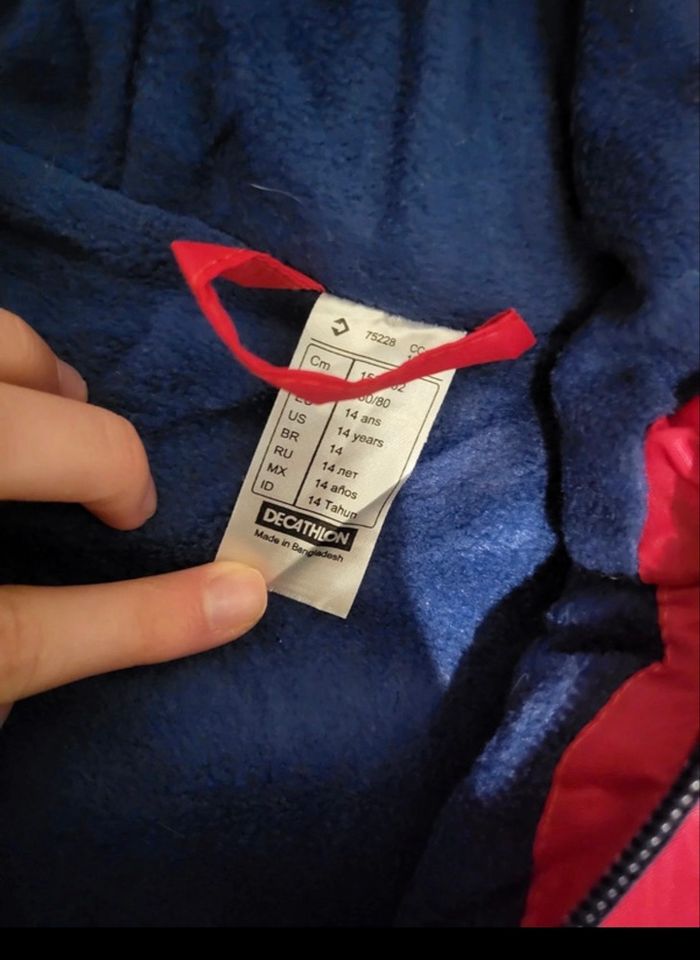 75228
Cm
US 14 ans
BR 14 years
RU 14
MX 14 лет
ID 14 años
14 Tahun
DECATHLON
Made in Bangladesh